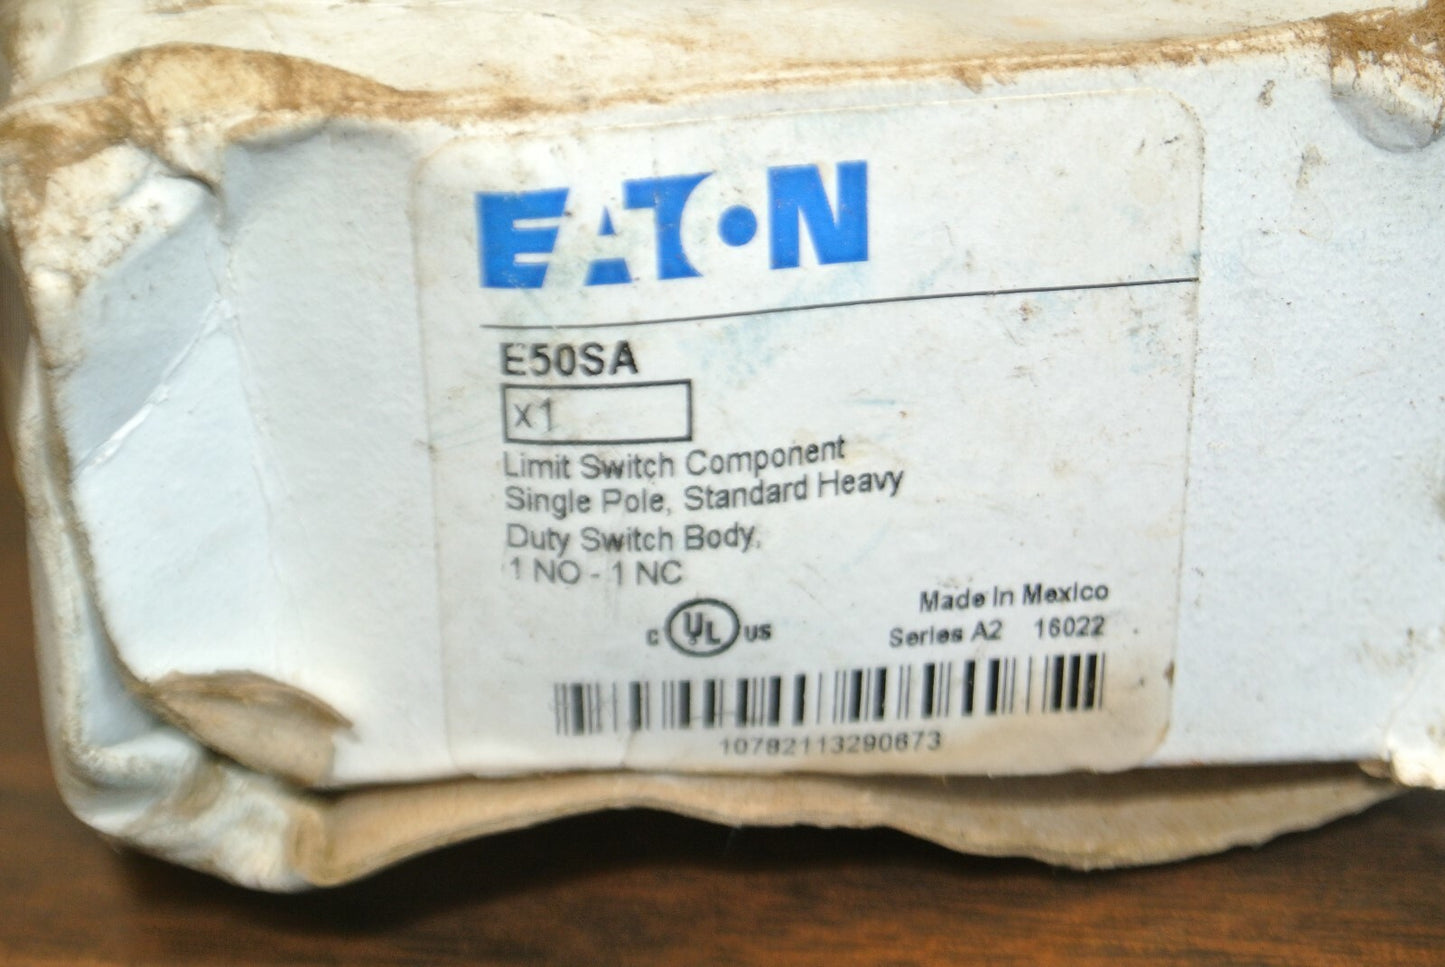 EATON
E50SA
x1
Limit Switch Component
Single Pole, Standard Heavy
Duty Switch Body,
1 NO - 1 NC
Made In Mexico
C UL US
Series A2 16022
10782113290673